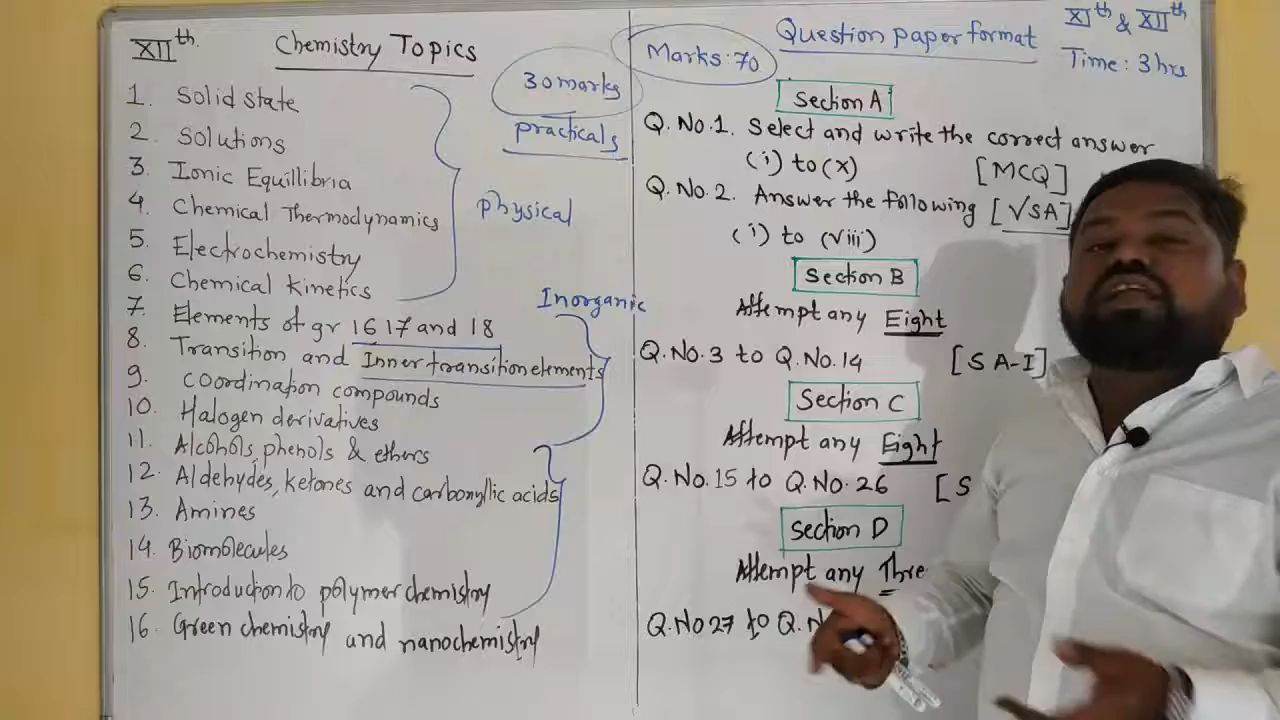 XIIth
Chemistry Topics
1. Solid state
2. Solutions
3. Ionic Equillibria
4. Chemical Thermodynamics
5. Electrochemistry
6. Chemical kinetics
7. Elements of gr 16 17 and 18
8. Transition and Inner transition elements
9. Coordination compounds
10. Halogen derivatives
11. Alcohols, phenols & ethers
12. Aldehydes, ketones and carboxyllic acids
13. Amines
14. Biomolecules
15. Introduction to polymer chemistry
16. Green chemistry and nanochemistry
physical
Inorganic
30 marks
practicals
Marks: 70
Question paper format
XIth & XIIth
Time: 3 hrs
Section A
Q. No. 1. Select and write the correct answer
(i) to (x) [MCQ]
Q. No. 2. Answer the following [VSA]
(i) to (viii)
Section B
Attempt any Eight
Q. No. 3 to Q. No. 14 [S A-I]
Section C
Attempt any Eight
Q. No. 15 to Q. No. 26 [S
Section D
Attempt any Three
Q. No 27 to Q. N